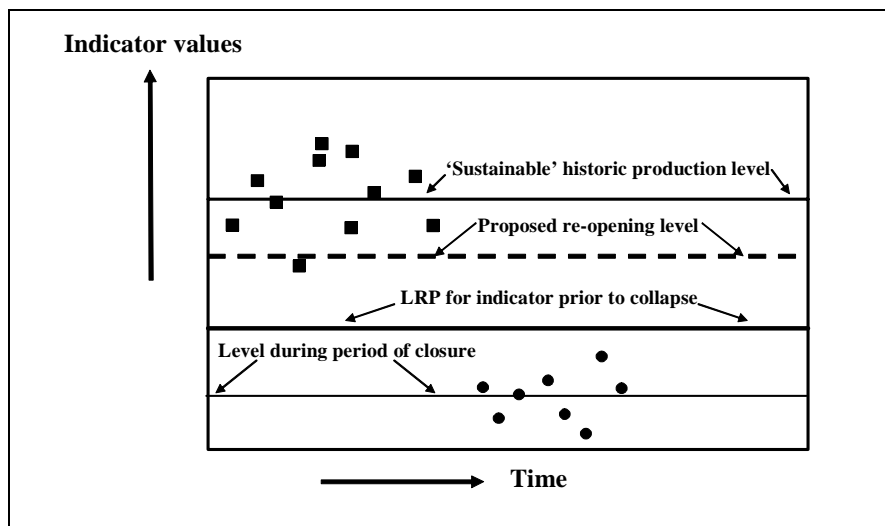 Indicator values
‘Sustainable’ historic production level
Proposed re-opening level
LRP for indicator prior to collapse
Level during period of closure
Time